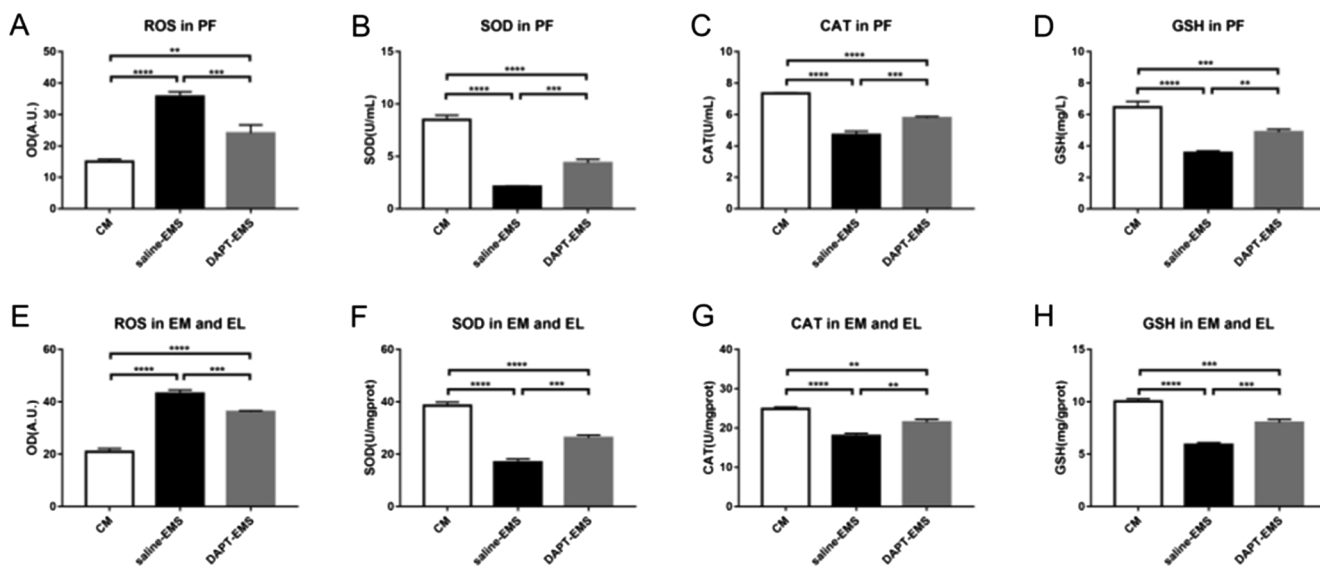 A
ROS in PF
OD(A.U.)
50
40
30
20
10
0
**
****
***
CM
saline-EMS
DAPT-EMS
B
SOD in PF
SOD(U/mL)
15
10
5
0
****
****
***
CM
saline-EMS
DAPT-EMS
C
CAT in PF
CAT(U/mL)
10
8
6
4
2
0
****
****
***
CM
saline-EMS
DAPT-EMS
D
GSH in PF
GSH(mg/L)
10
8
6
4
2
0
***
****
**
CM
saline-EMS
DAPT-EMS
E
ROS in EM and EL
OD(A.U.)
60
40
20
0
****
****
***
CM
saline-EMS
DAPT-EMS
F
SOD in EM and EL
SOD(U/mgprot)
60
40
20
0
****
****
***
CM
saline-EMS
DAPT-EMS
G
CAT in EM and EL
CAT(U/mgprot)
40
30
20
10
0
**
****
**
CM
saline-EMS
DAPT-EMS
H
GSH in EM and EL
GSH(mg/gprot)
15
10
5
0
***
****
***
CM
saline-EMS
DAPT-EMS